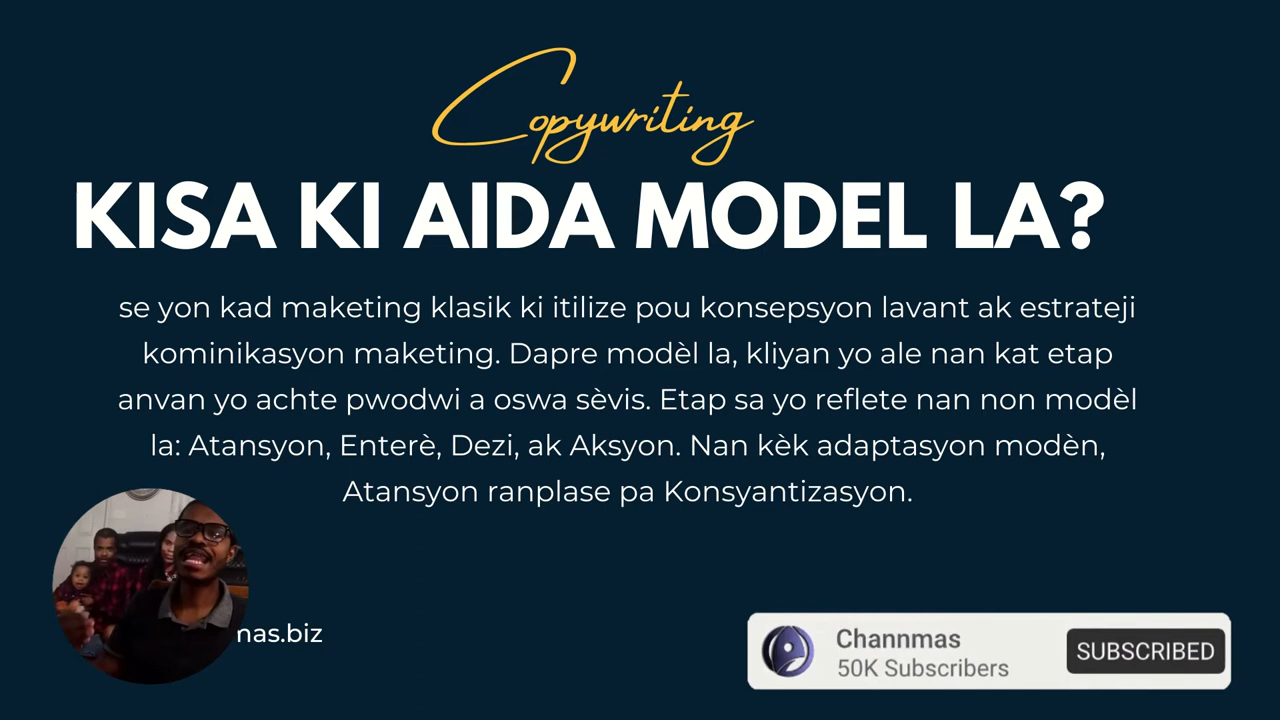 Copywriting
KISA KI AIDA MODEL LA?
se yon kad maketing klasik ki itilize pou konsepsyon lavant ak estrateji
kominikasyon maketing. Dapre modèl la, kliyan yo ale nan kat etap
anvan yo achte pwodwi a oswa sèvis. Etap sa yo reflete nan non modèl
la: Atansyon, Enterè, Dezi, ak Aksyon. Nan kèk adaptasyon modèn,
Atansyon ranplase pa Konsyantizasyon.
mas.biz
Channmas
50K Subscribers
SUBSCRIBED